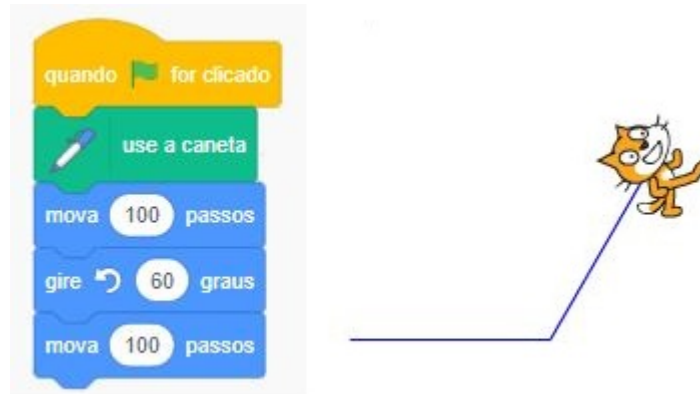 quando for clicado
use a caneta
mova 100 passos
gire 60 graus
mova 100 passos